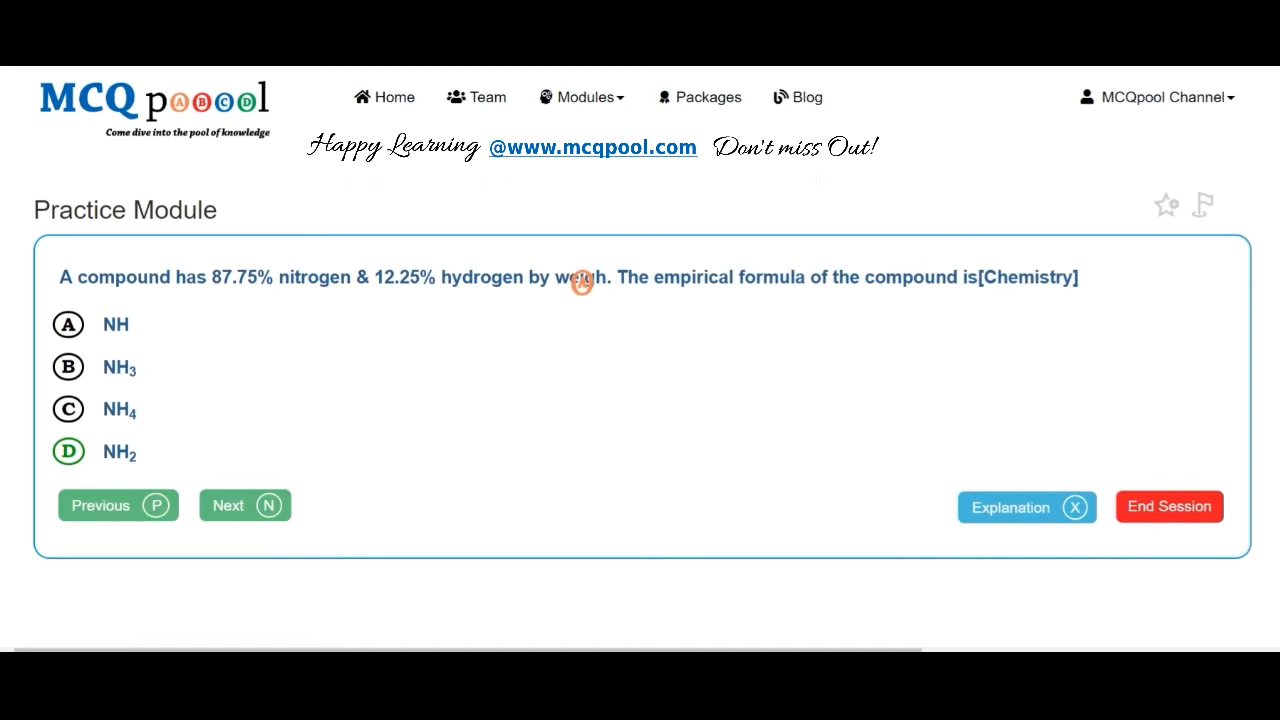 MCQ pooool
Come dive into the pool of knowledge
Home Team Modules Packages Blog MCQpool Channel
Happy Learning @www.mcqpool.com Don't miss Out!
Practice Module
A compound has 87.75% nitrogen & 12.25% hydrogen by weigh. The empirical formula of the compound is[Chemistry]
A NH
B NH₃
C NH₄
D NH₂
Previous P Next N Explanation X End Session